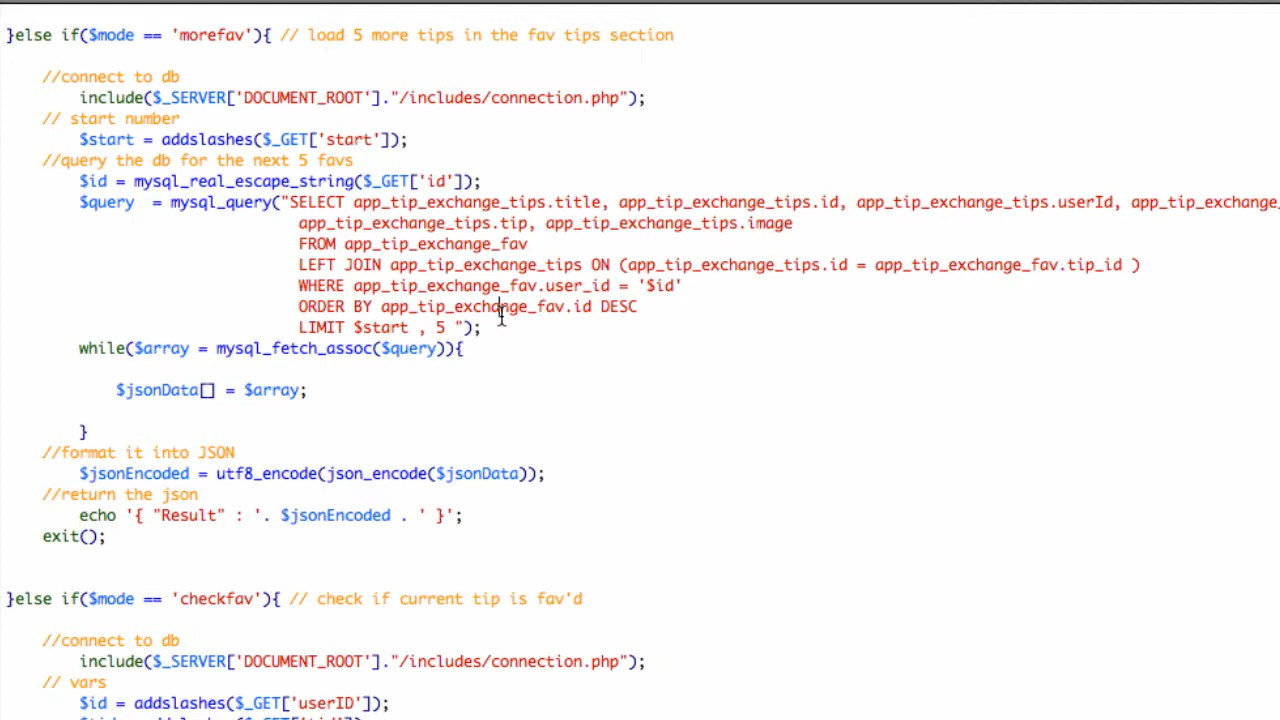 }else if($mode == 'morefav'){ // load 5 more tips in the fav tips section
//connect to db
include($_SERVER['DOCUMENT_ROOT']."/includes/connection.php");
// start number
$start = addslashes($_GET['start']);
//query the db for the next 5 favs
$id = mysql_real_escape_string($_GET['id']);
$query  = mysql_query("SELECT app_tip_exchange_tips.title, app_tip_exchange_tips.id, app_tip_exchange_tips.userId, app_tip_exchange_
app_tip_exchange_tips.tip, app_tip_exchange_tips.image
FROM app_tip_exchange_fav
LEFT JOIN app_tip_exchange_tips ON (app_tip_exchange_tips.id = app_tip_exchange_fav.tip_id )
WHERE app_tip_exchange_fav.user_id = '$id'
ORDER BY app_tip_exchange_fav.id DESC
LIMIT $start , 5 ");
while($array = mysql_fetch_assoc($query)){
$jsonData[] = $array;
}
//format it into JSON
$jsonEncoded = utf8_encode(json_encode($jsonData));
//return the json
echo '{ "Result" : '. $jsonEncoded . ' }';
exit();
}else if($mode == 'checkfav'){ // check if current tip is fav'd
//connect to db
include($_SERVER['DOCUMENT_ROOT']."/includes/connection.php");
// vars
$id = addslashes($_GET['userID']);